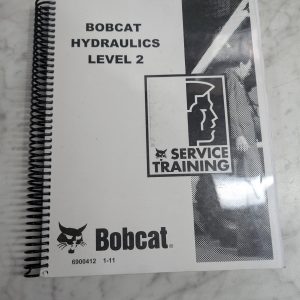 BOBCAT
HYDRAULICS
LEVEL 2
SERVICE
TRAINING
Bobcat®
6900412 1-11